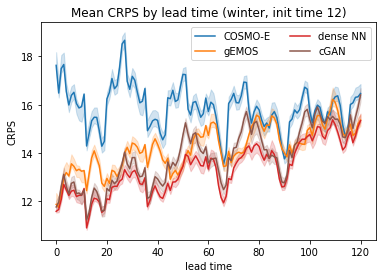 Mean CRPS by lead time (winter, init time 12)
COSMO-E
gEMOS
dense NN
cGAN
CRPS
18
16
14
12
0
20
40
60
80
100
120
lead time